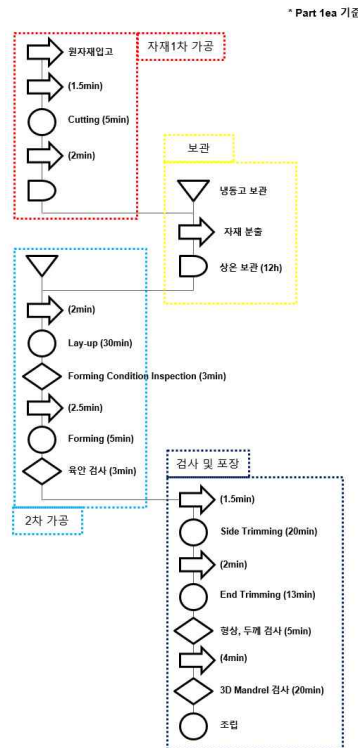 * Part 1ea 기준
자재1차 가공
원자재입고
(1.5min)
Cutting (5min)
(2min)
보관
냉동고 보관
자재 분출
상온 보관 (12h)
(2min)
Lay-up (30min)
Forming Condition Inspection (3min)
(2.5min)
Forming (5min)
육안 검사 (3min)
2차 가공
검사 및 포장
(1.5min)
Side Trimming (20min)
(2min)
End Trimming (13min)
형상, 두께 검사 (5min)
(4min)
3D Mandrel 검사 (20min)
조립